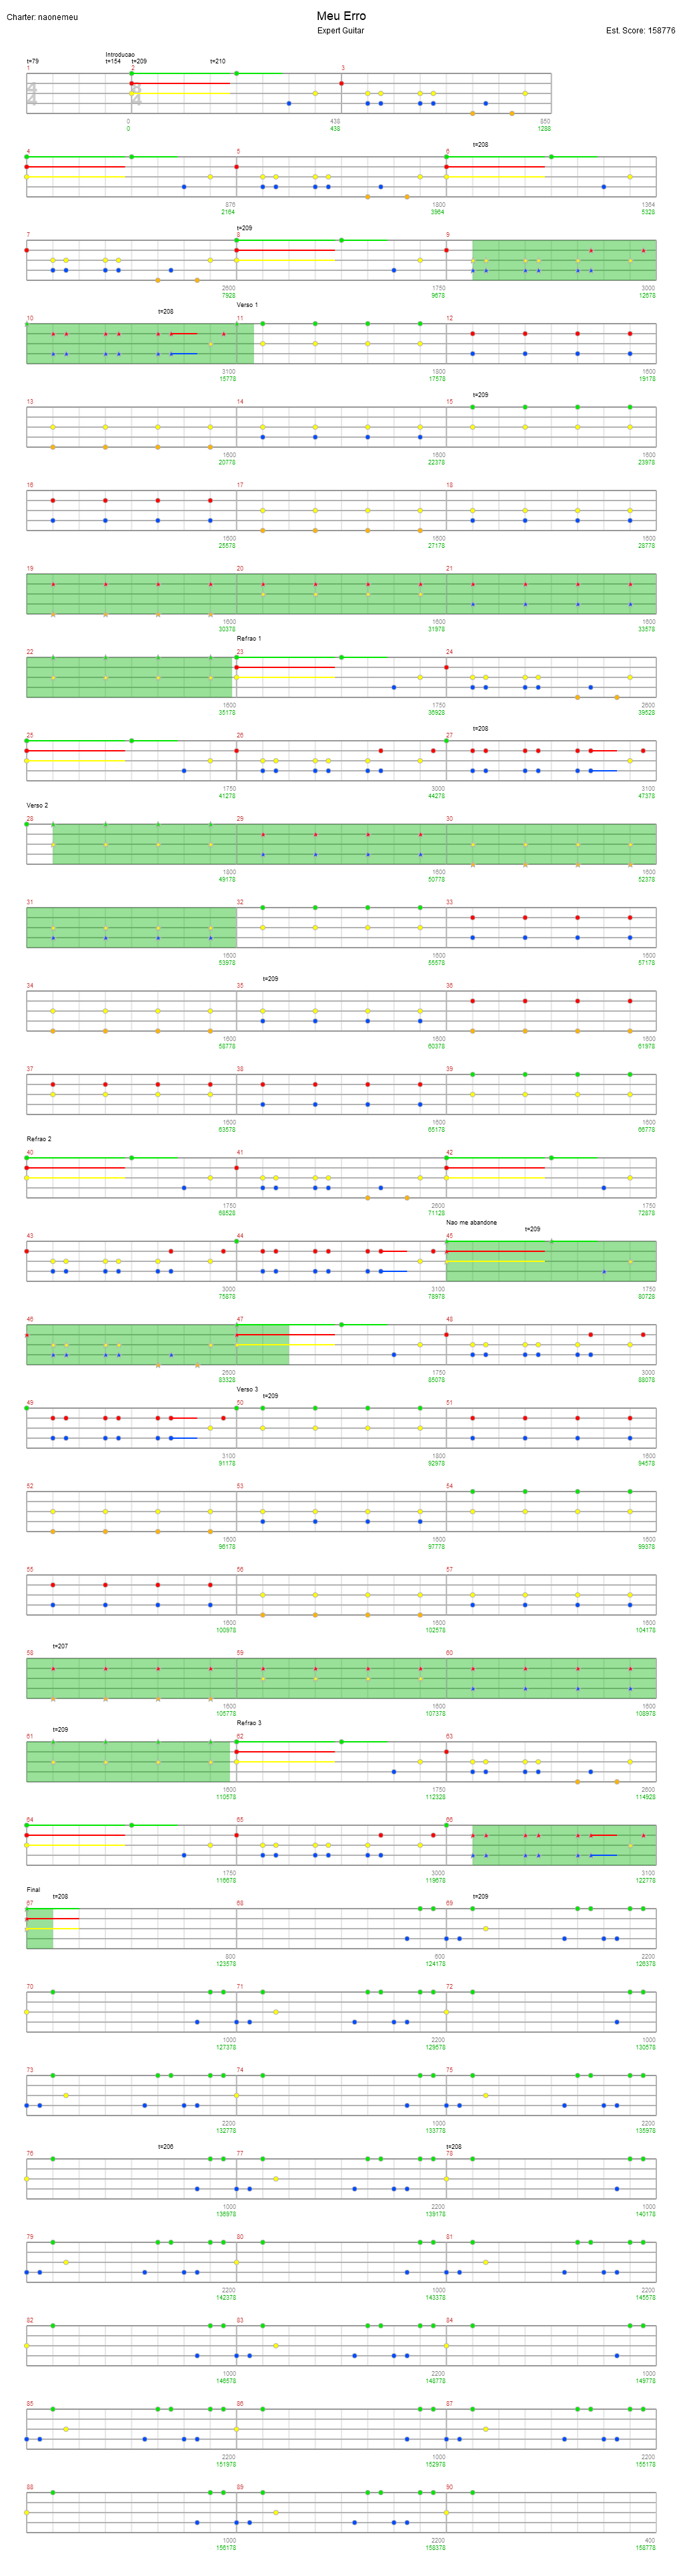 Meu Erro
Charter: naonemeu
Expert Guitar
Est. Score: 158776
Introducao
t=79 t=154 t=209 t=210
1 2 3
4 4 8 4
0 438 850
0 438 1288
t=208
4 5 6
876 1800 1364
2164 3964 5328
t=209
7 8 9
2600 1750 3000
7928 9678 12678
Verso 1
t=208
10 11 12
3100 1800 1600
15778 17578 19178
t=209
13 14 15
1600 1600 1600
20778 22378 23978
16 17 18
1600 1600 1600
25578 27178 28778
19 20 21
1600 1600 1600
30378 31978 33578
Refrao 1
22 23 24
1600 1750 2600
35178 36928 39528
t=208
25 26 27
1750 3000 3100
41278 44278 47378
Verso 2
28 29 30
1800 1600 1600
49178 50778 52378
31 32 33
1600 1600 1600
53978 55578 57178
t=209
34 35 36
1600 1600 1600
58778 60378 61978
37 38 39
1600 1600 1600
63578 65178 66778
Refrao 2
40 41 42
1750 2600 1750
68528 71128 72878
Nao me abandone
t=209
43 44 45
3000 3100 1750
75878 78978 80728
46 47 48
2600 1750 3000
83328 85078 88078
Verso 3
t=209
49 50 51
3100 1800 1600
91178 92978 94578
52 53 54
1600 1600 1600
96178 97778 99378
55 56 57
1600 1600 1600
100978 102578 104178
t=207
58 59 60
1600 1600 1600
105778 107378 108978
Refrao 3
t=209
61 62 63
1600 1750 2600
110578 112328 114928
64 65 66
1750 3000 3100
116678 119678 122778
Final
t=208 t=209
67 68 69
800 600 2200
123578 124178 126378
70 71 72
1000 2200 1000
127378 129578 130578
73 74 75
2200 1000 2200
132778 133778 135978
t=206 t=208
76 77 78
1000 2200 1000
136978 139178 140178
79 80 81
2200 1000 2200
142378 143378 145578
82 83 84
1000 2200 1000
146578 148778 149778
85 86 87
2200 1000 2200
151978 152978 155178
88 89 90
1000 2200 400
156178 158378 158778